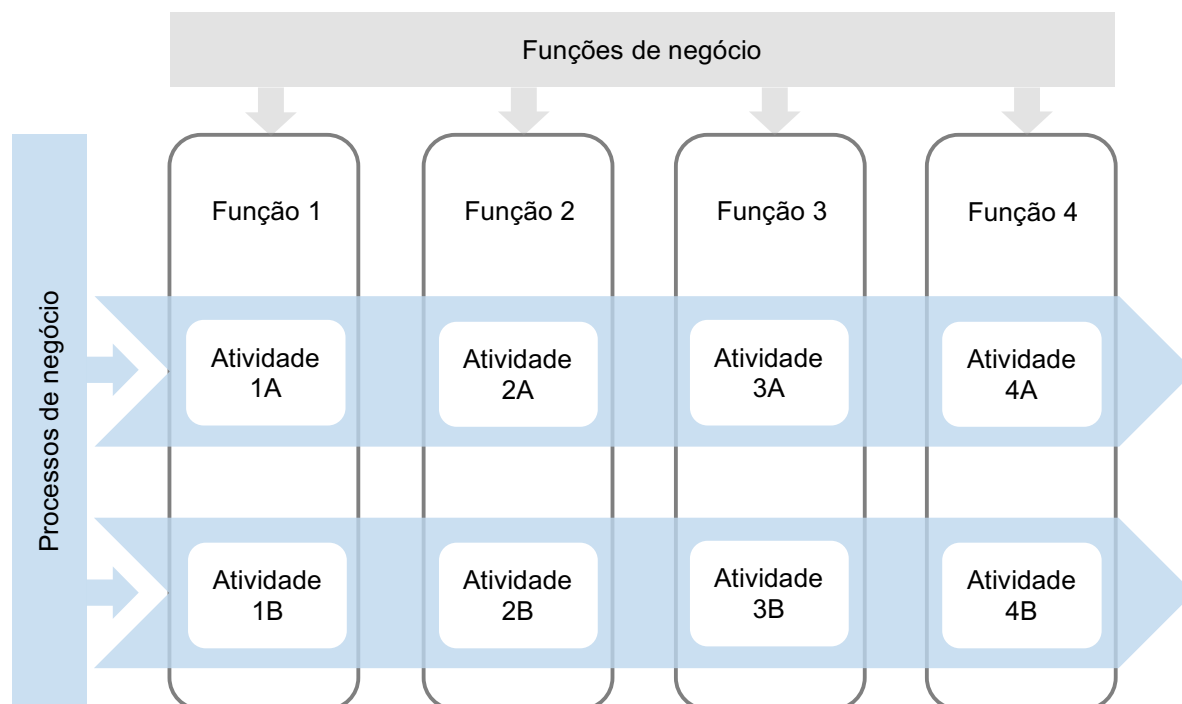 Funções de negócio
Processos de negócio
Função 1
Função 2
Função 3
Função 4
Atividade
1A
Atividade
2A
Atividade
3A
Atividade
4A
Atividade
1B
Atividade
2B
Atividade
3B
Atividade
4B